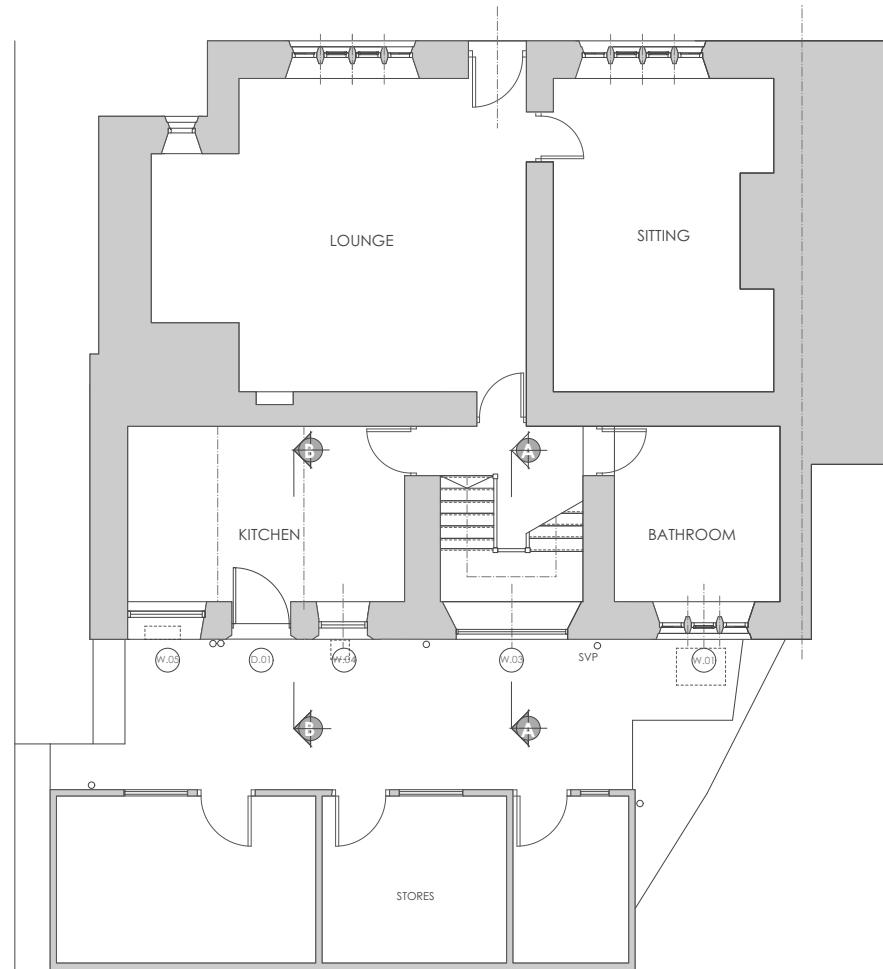 LOUNGE
SITTING
B
A
KITCHEN
BATHROOM
W.05
D.01
W.04
W.03
SVP
W.01
B
A
STORES